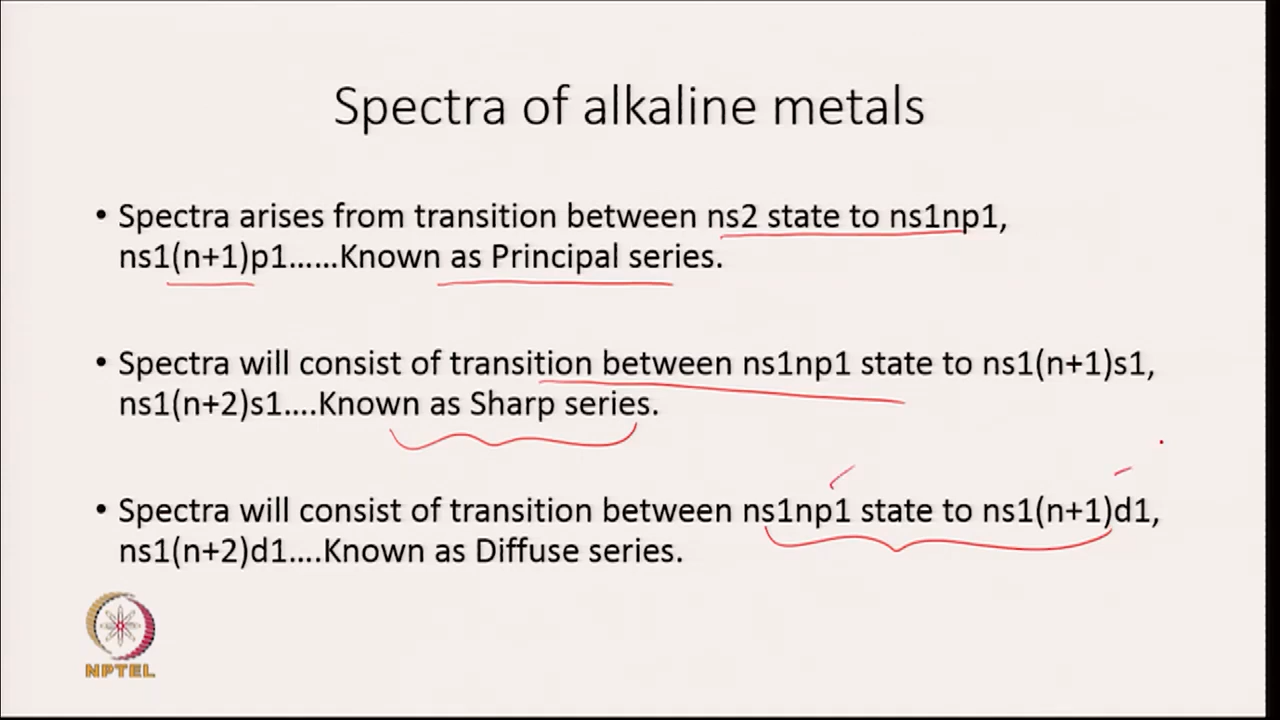 Spectra of alkaline metals
• Spectra arises from transition between ns2 state to ns1np1,
ns1(n+1)p1......Known as Principal series.
• Spectra will consist of transition between ns1np1 state to ns1(n+1)s1,
ns1(n+2)s1....Known as Sharp series.
• Spectra will consist of transition between ns1np1 state to ns1(n+1)d1,
ns1(n+2)d1....Known as Diffuse series.
NPTEL